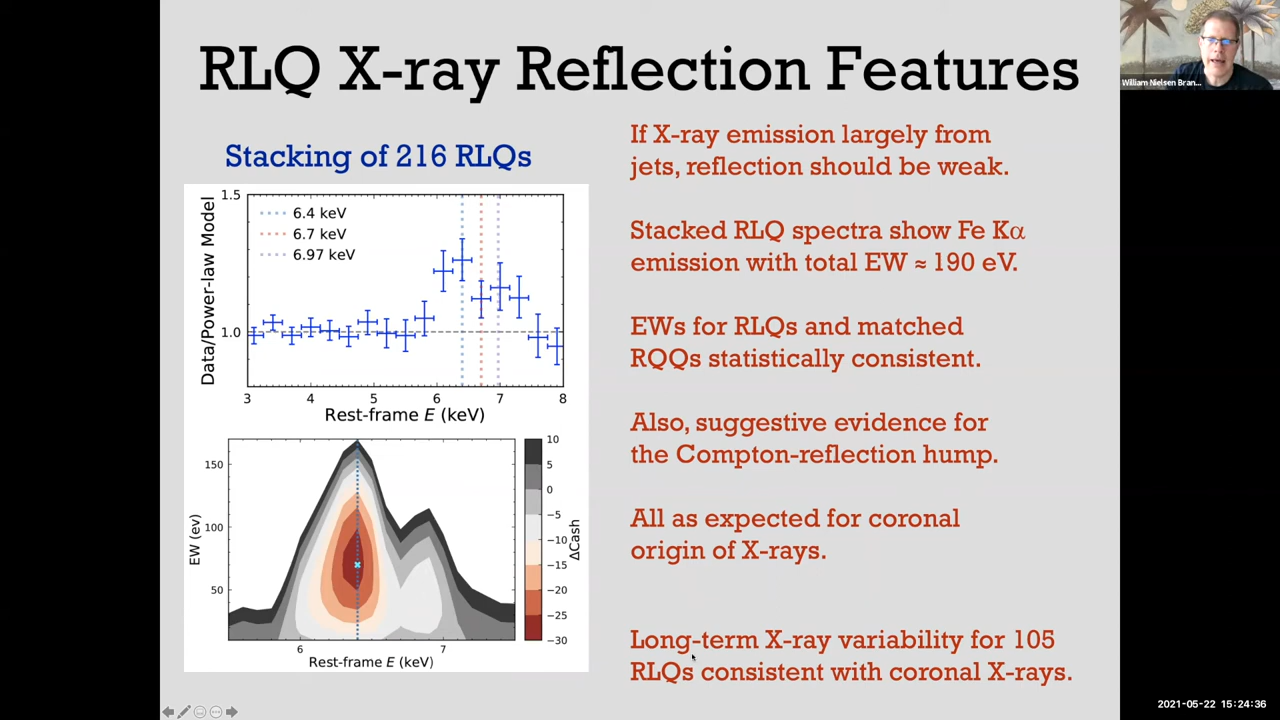 RLQ X-ray Reflection Features
William Nielsen Bran...
Stacking of 216 RLQs
1.5
1.0
Data/Power-law Model
6.4 keV
6.7 keV
6.97 keV
3 4 5 6 7 8
Rest-frame E (keV)
150
100
50
EW (ev)
6 7
Rest-frame E (keV)
10
5
0
−5
−10
−15
−20
−25
−30
ΔCash
If X-ray emission largely from
jets, reflection should be weak.
Stacked RLQ spectra show Fe Kα
emission with total EW ≈ 190 eV.
EWs for RLQs and matched
RQQs statistically consistent.
Also, suggestive evidence for
the Compton-reflection hump.
All as expected for coronal
origin of X-rays.
Long-term X-ray variability for 105
RLQs consistent with coronal X-rays.
2021-05-22 15:24:36